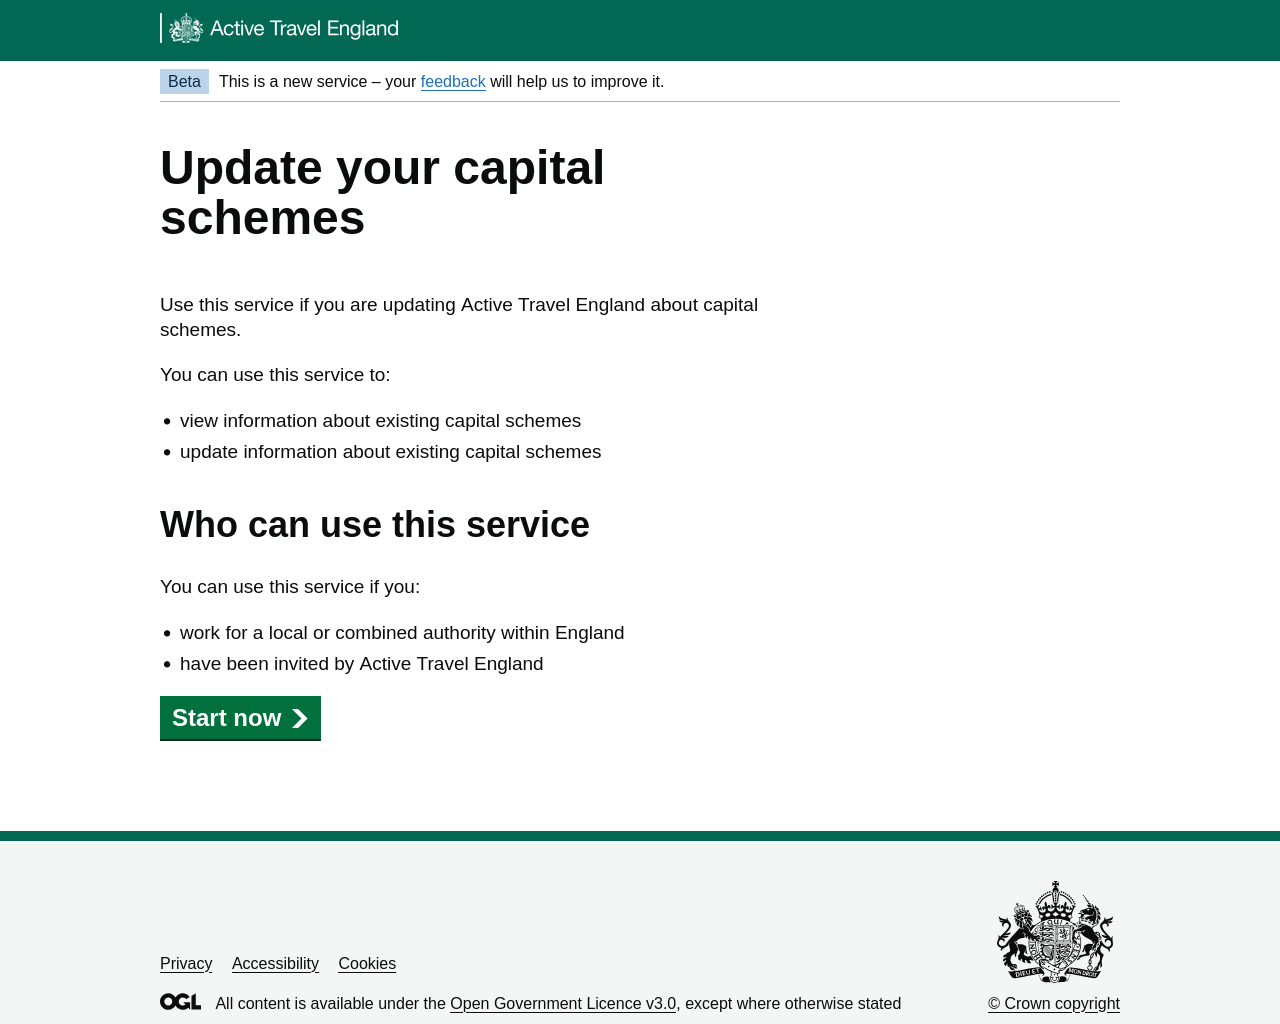 Active Travel England
Beta This is a new service – your feedback will help us to improve it.
Update your capital
schemes
Use this service if you are updating Active Travel England about capital
schemes.
You can use this service to:
• view information about existing capital schemes
• update information about existing capital schemes
Who can use this service
You can use this service if you:
• work for a local or combined authority within England
• have been invited by Active Travel England
Start now
DIEU ET MON DROIT
Privacy Accessibility Cookies
OGL All content is available under the Open Government Licence v3.0, except where otherwise stated
© Crown copyright